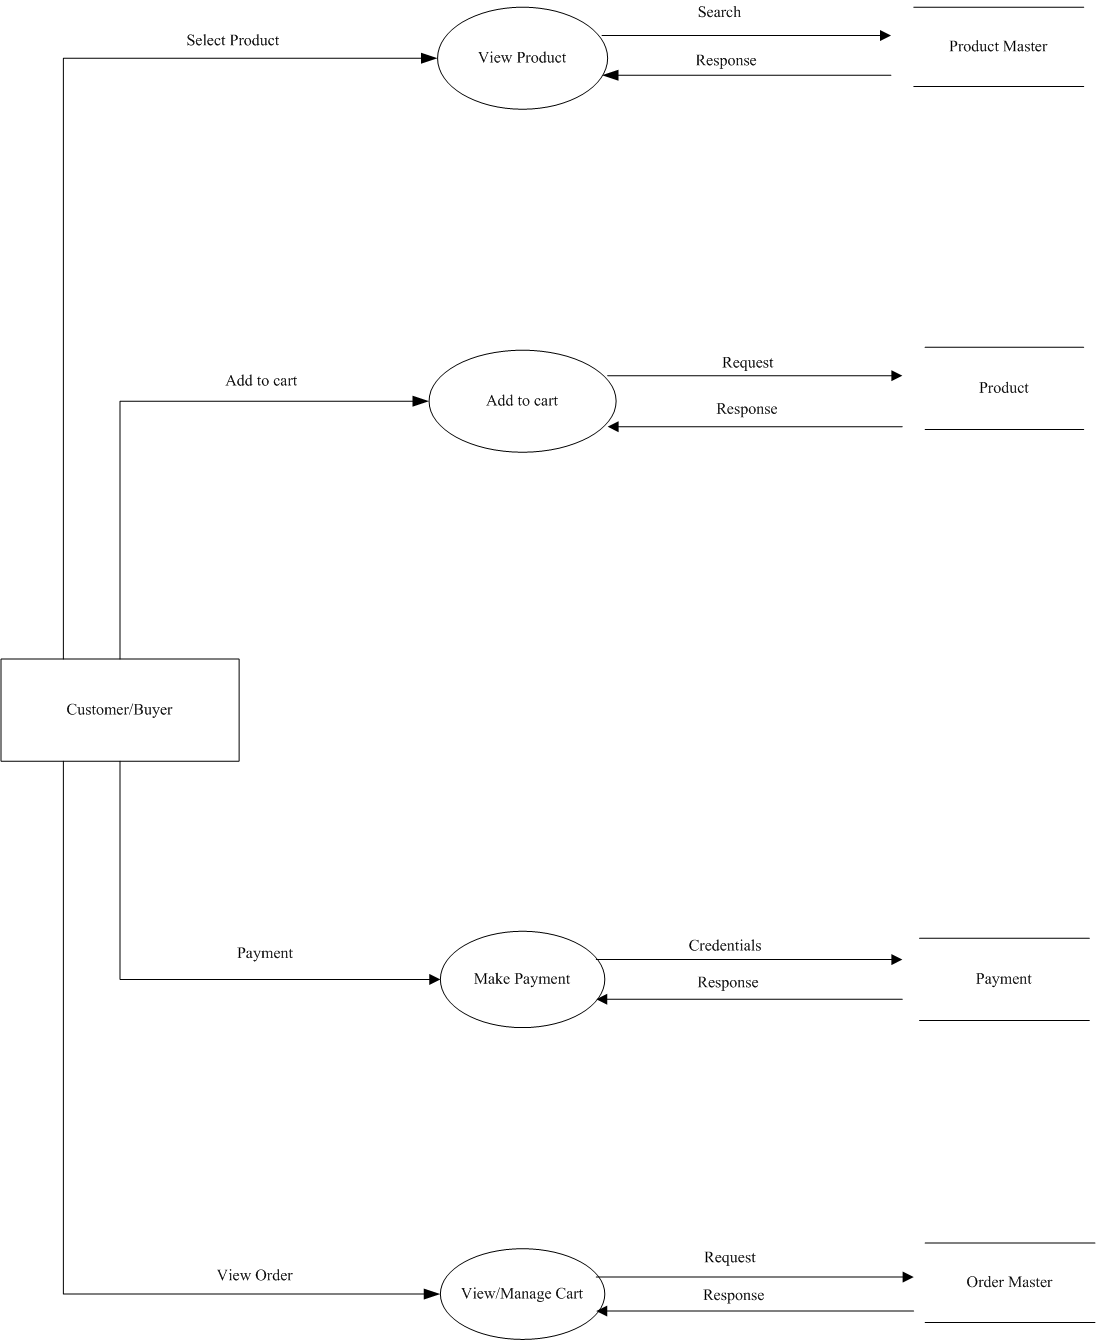 Search
Select Product
Product Master
View Product
Response
Request
Add to cart
Product
Add to cart
Response
Customer/Buyer
Credentials
Payment
Make Payment
Payment
Response
Request
View Order
Order Master
View/Manage Cart
Response